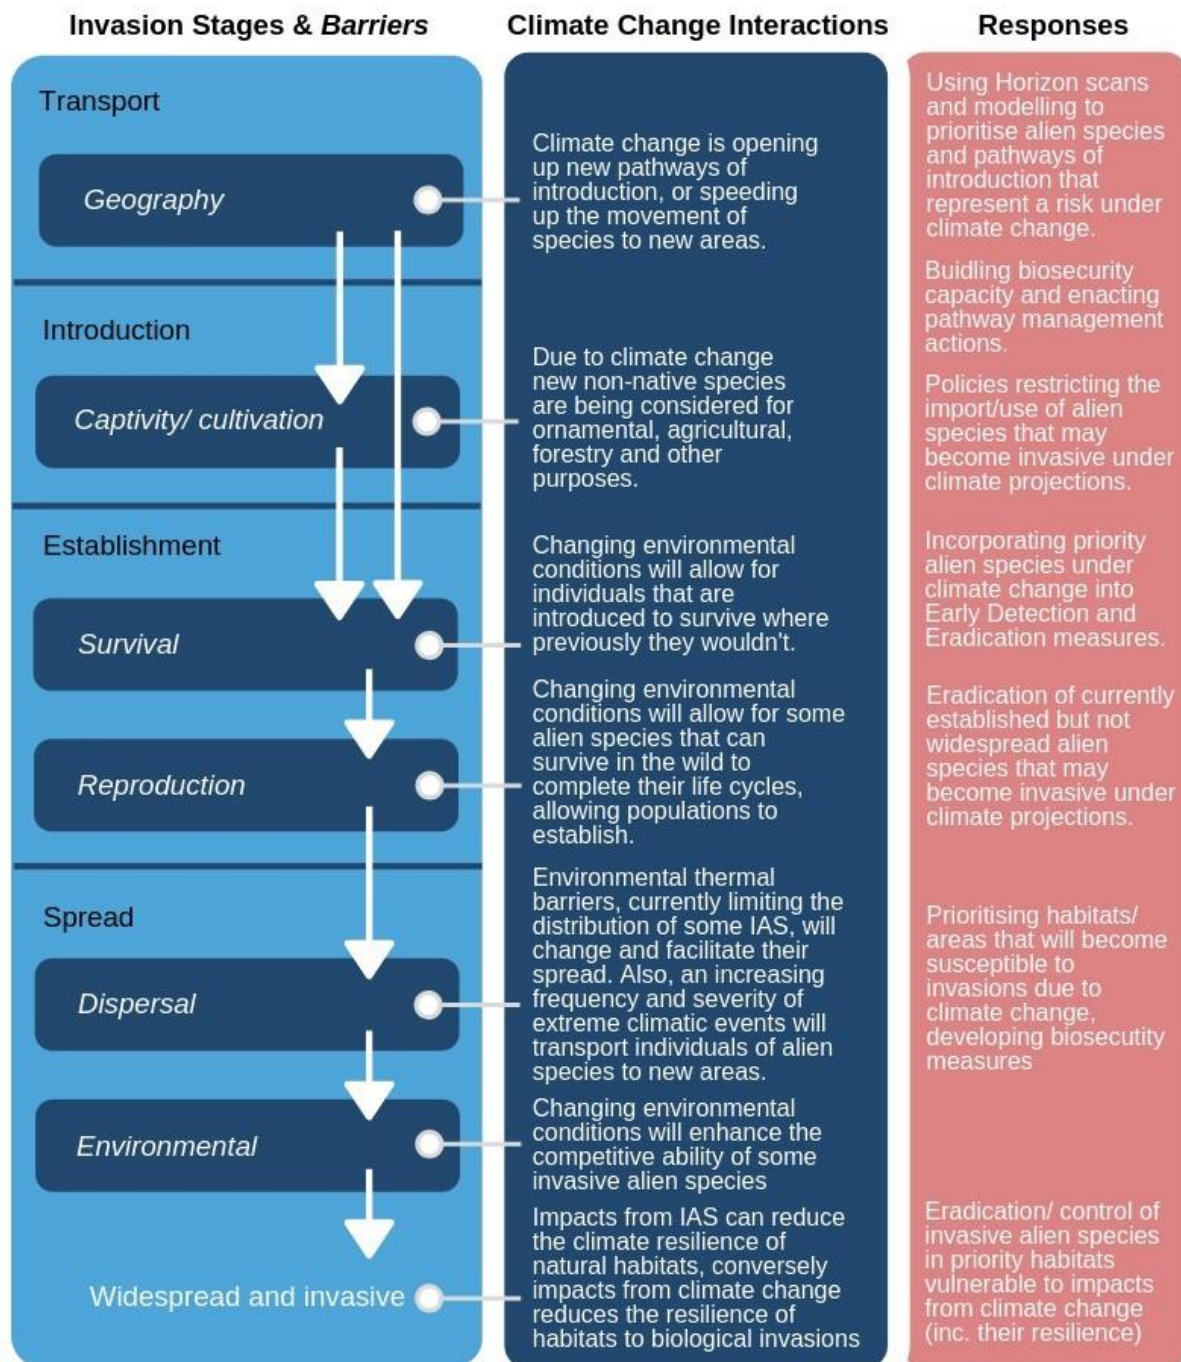 Invasion Stages & Barriers
Transport
Geography
Introduction
Captivity/ cultivation
Establishment
Survival
Reproduction
Spread
Dispersal
Environmental
Widespread and invasive
Climate Change Interactions
Climate change is opening
up new pathways of
introduction, or speeding
up the movement of
species to new areas.
Due to climate change
new non-native species
are being considered for
ornamental, agricultural,
forestry and other
purposes.
Changing environmental
conditions will allow for
individuals that are
introduced to survive where
previously they wouldn't.
Changing environmental
conditions will allow for some
alien species that can
survive in the wild to
complete their life cycles,
allowing populations to
establish.
Environmental thermal
barriers, currently limiting the
distribution of some IAS, will
change and facilitate their
spread. Also, an increasing
frequency and severity of
extreme climatic events will
transport individuals of alien
species to new areas.
Changing environmental
conditions will enhance the
competitive ability of some
invasive alien species
Impacts from IAS can reduce
the climate resilience of
natural habitats, conversely
impacts from climate change
reduces the resilience of
habitats to biological invasions
Responses
Using Horizon scans
and modelling to
prioritise alien species
and pathways of
introduction that
represent a risk under
climate change.
Buidling biosecurity
capacity and enacting
pathway management
actions.
Policies restricting the
import/use of alien
species that may
become invasive under
climate projections.
Incorporating priority
alien species under
climate change into
Early Detection and
Eradication measures.
Eradication of currently
established but not
widespread alien
species that may
become invasive under
climate projections.
Prioritising habitats/
areas that will become
susceptible to
invasions due to
climate change,
developing biosecutity
measures
Eradication/ control of
invasive alien species
in priority habitats
vulnerable to impacts
from climate change
(inc. their resilience)